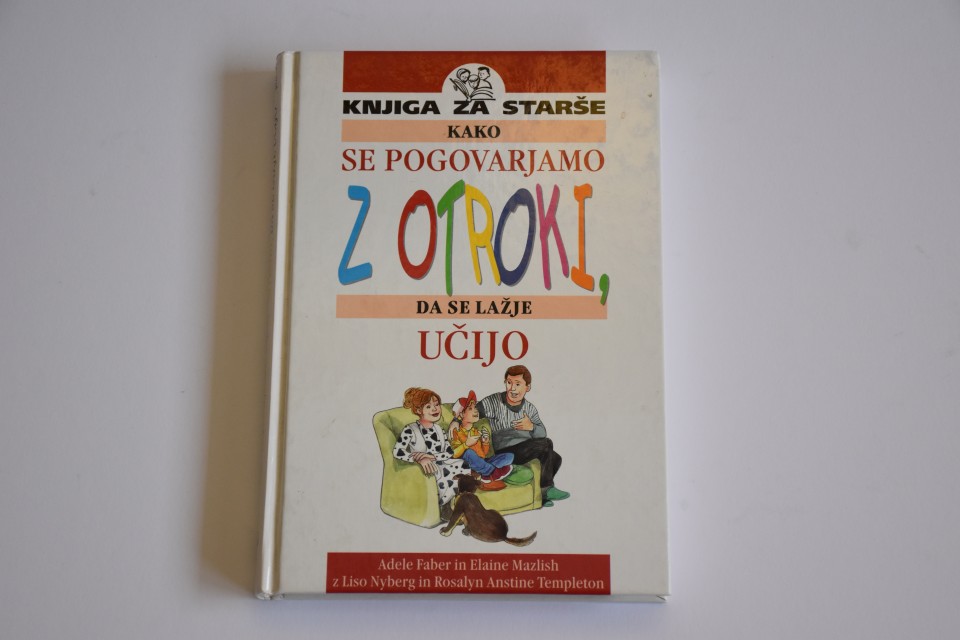 KNJIGA ZA STARŠE
KAKO
SE POGOVARJAMO
Z OTROKI,
DA SE LAŽJE
UČIJO
Adele Faber in Elaine Mazlish
z Liso Nyberg in Rosalyn Anstine Templeton